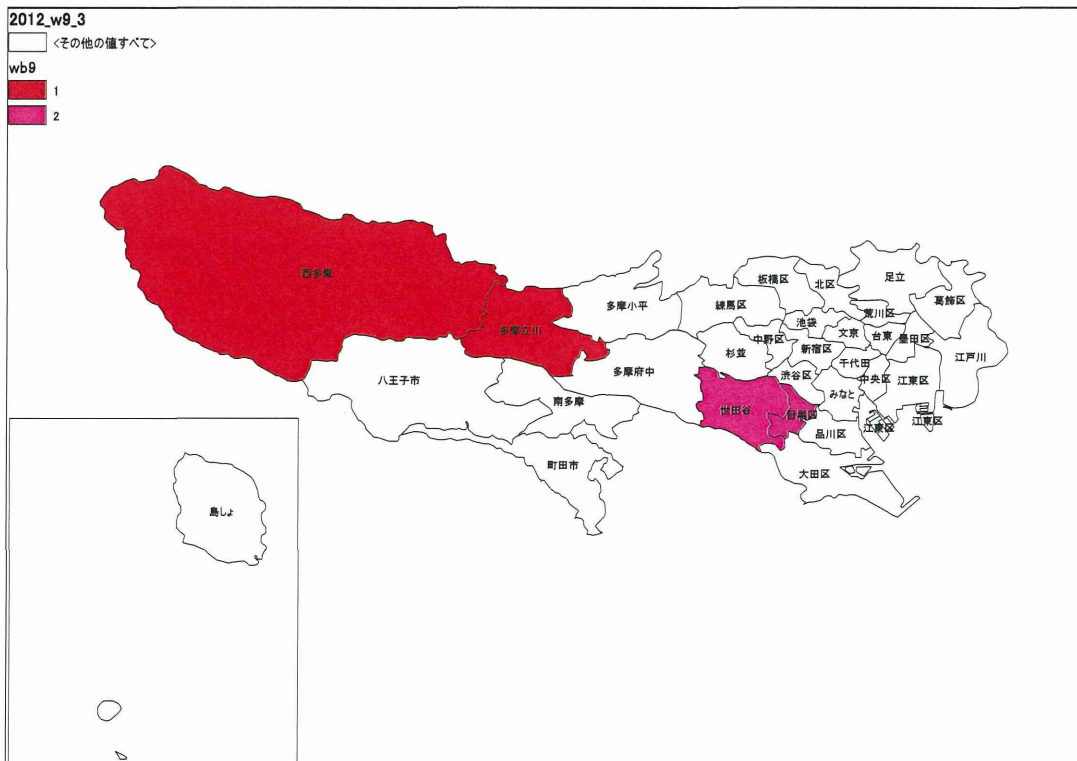 2012_w9_3
<その他の値すべて>
wb9
1
2
西多摩
多摩立川
多摩小平
練馬区
板橋区
北区
足立
葛飾区
荒川区
池袋
文京
台東
墨田区
中野区
新宿区
杉並
千代田
江戸川
多摩府中
渋谷区
中央区
江東区
八王子市
南多摩
みなと
世田谷
目黒区
品川区
江東区
江東区
町田市
大田区
島しょ